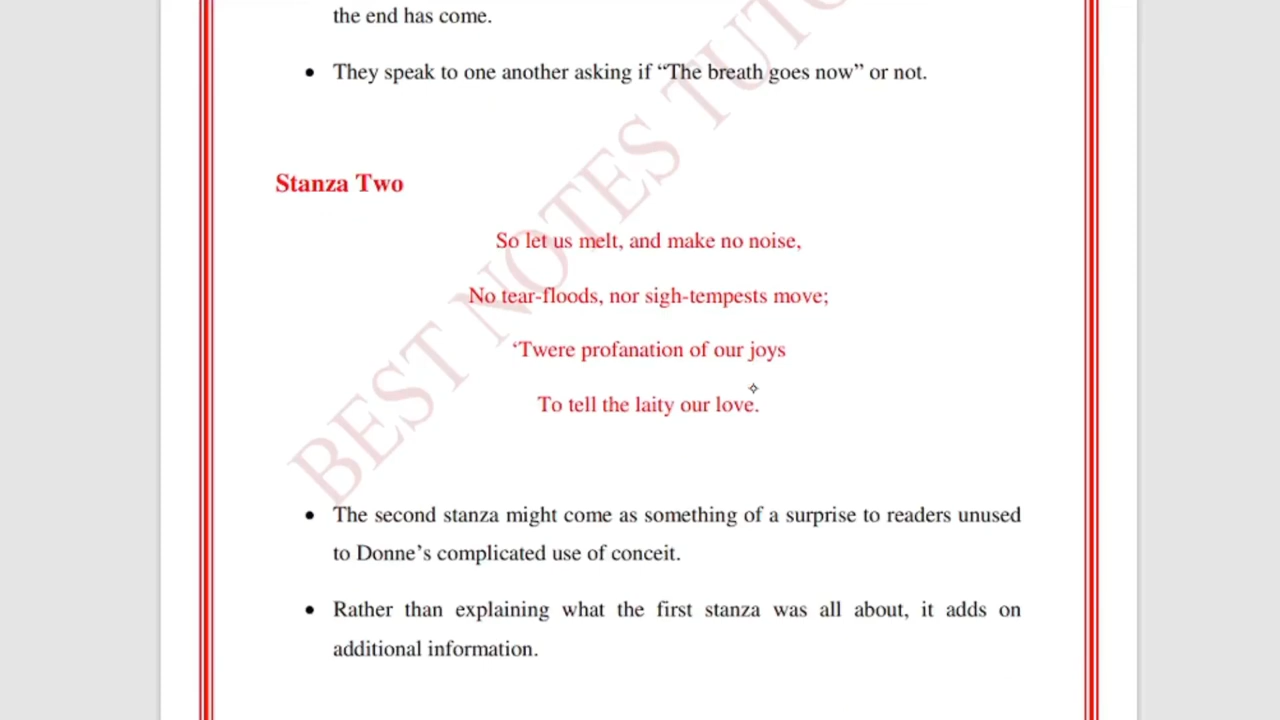 the end has come.
• They speak to one another asking if “The breath goes now” or not.
Stanza Two
So let us melt, and make no noise,
No tear-floods, nor sigh-tempests move;
‘Twere profanation of our joys
To tell the laity our love.
• The second stanza might come as something of a surprise to readers unused
to Donne’s complicated use of conceit.
• Rather than explaining what the first stanza was all about, it adds on
additional information.
BEST NOTES